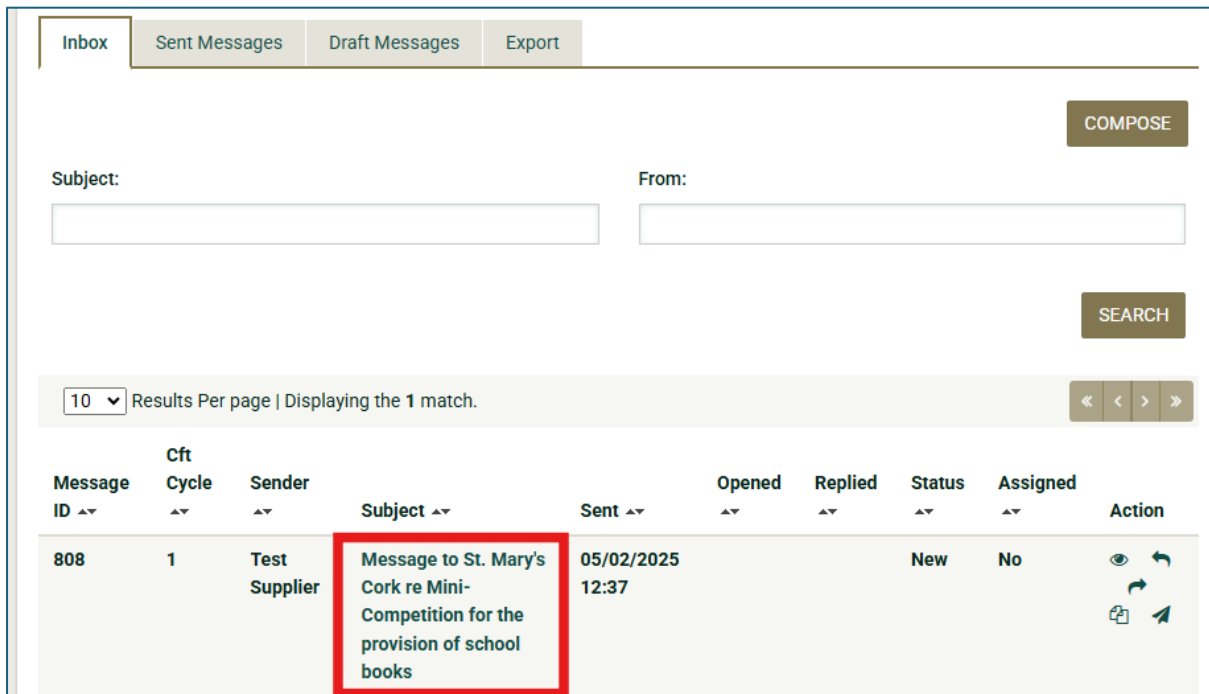 Inbox Sent Messages Draft Messages Export
COMPOSE
Subject: From:
SEARCH
10 Results Per page | Displaying the 1 match.
« < > »
Cft
Message Cycle Sender Opened Replied Status Assigned
ID Subject Sent Action
808 1 Test Message to St. Mary's 05/02/2025 New No
Supplier Cork re Mini- 12:37
Competition for the
provision of school
books